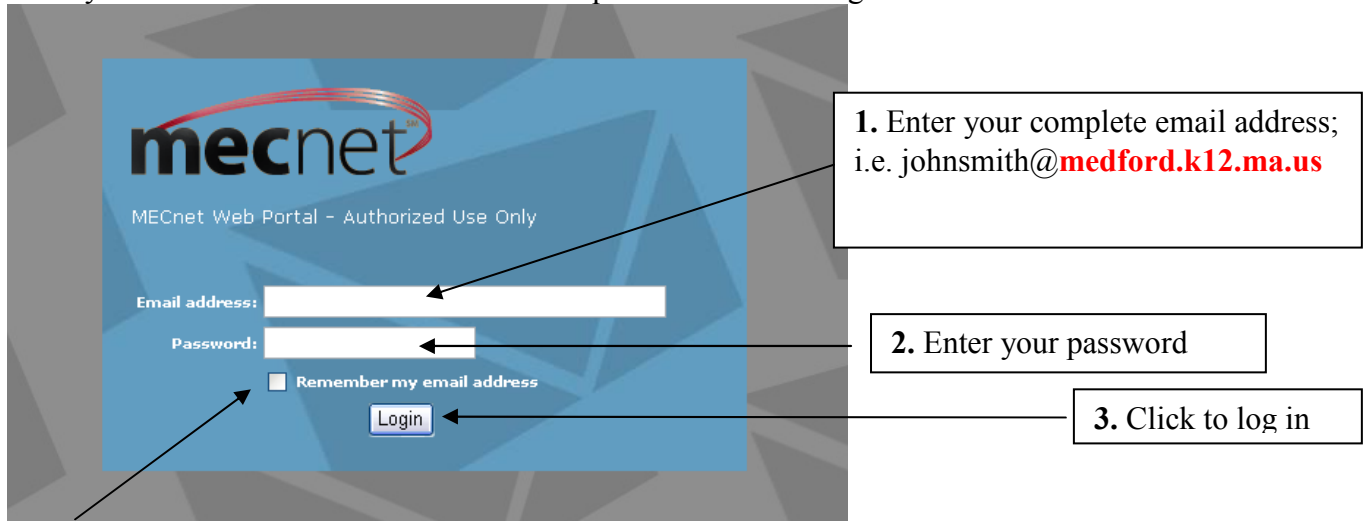 mecnet SM
MECnet Web Portal - Authorized Use Only
Email address:
Password:
Remember my email address
Login
1. Enter your complete email address;
i.e. johnsmith@medford.k12.ma.us
2. Enter your password
3. Click to log in